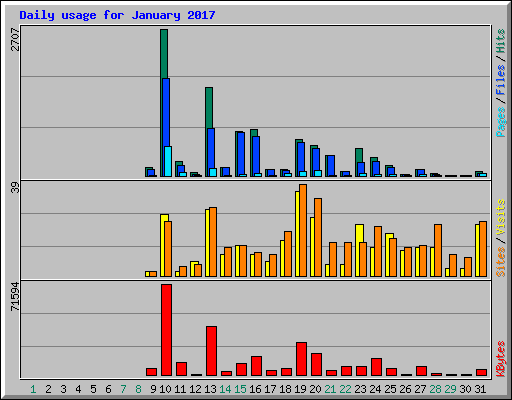 Daily usage for January 2017
2707
Pages / Files / Hits
39
Sites / Visits
71594
KBytes
1 2 3 4 5 6 7 8 9 10 11 12 13 14 15 16 17 18 19 20 21 22 23 24 25 26 27 28 29 30 31